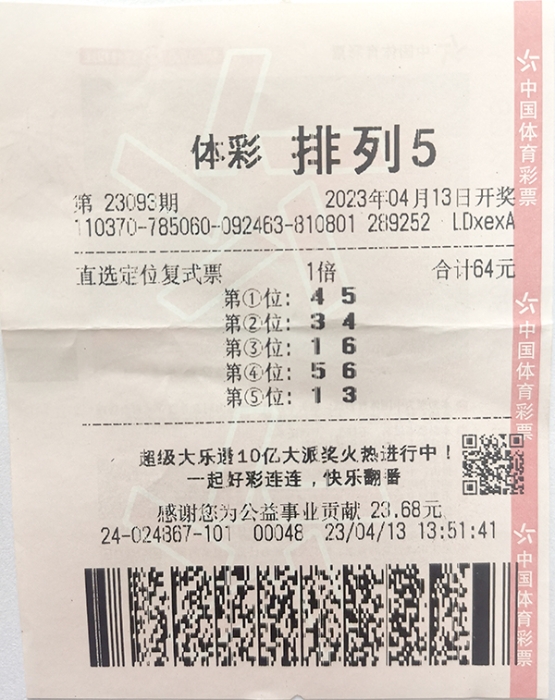 体彩 排列5
第 23093期 2023年04月13日开奖
110370-785060-092463-810801 289252 LDxexA
直选定位复式票 1倍 合计64元
第①位: 4 5
第②位: 3 4
第③位: 1 6
第④位: 5 6
第⑤位: 1 3
超级大乐透10亿大派奖火热进行中!
一起好彩连连,快乐翻番
感谢您为公益事业贡献 23.68元
24-024867-101 00048 23/04/13 13:51:41
中国体育彩票
中国体育彩票
中国体育彩票